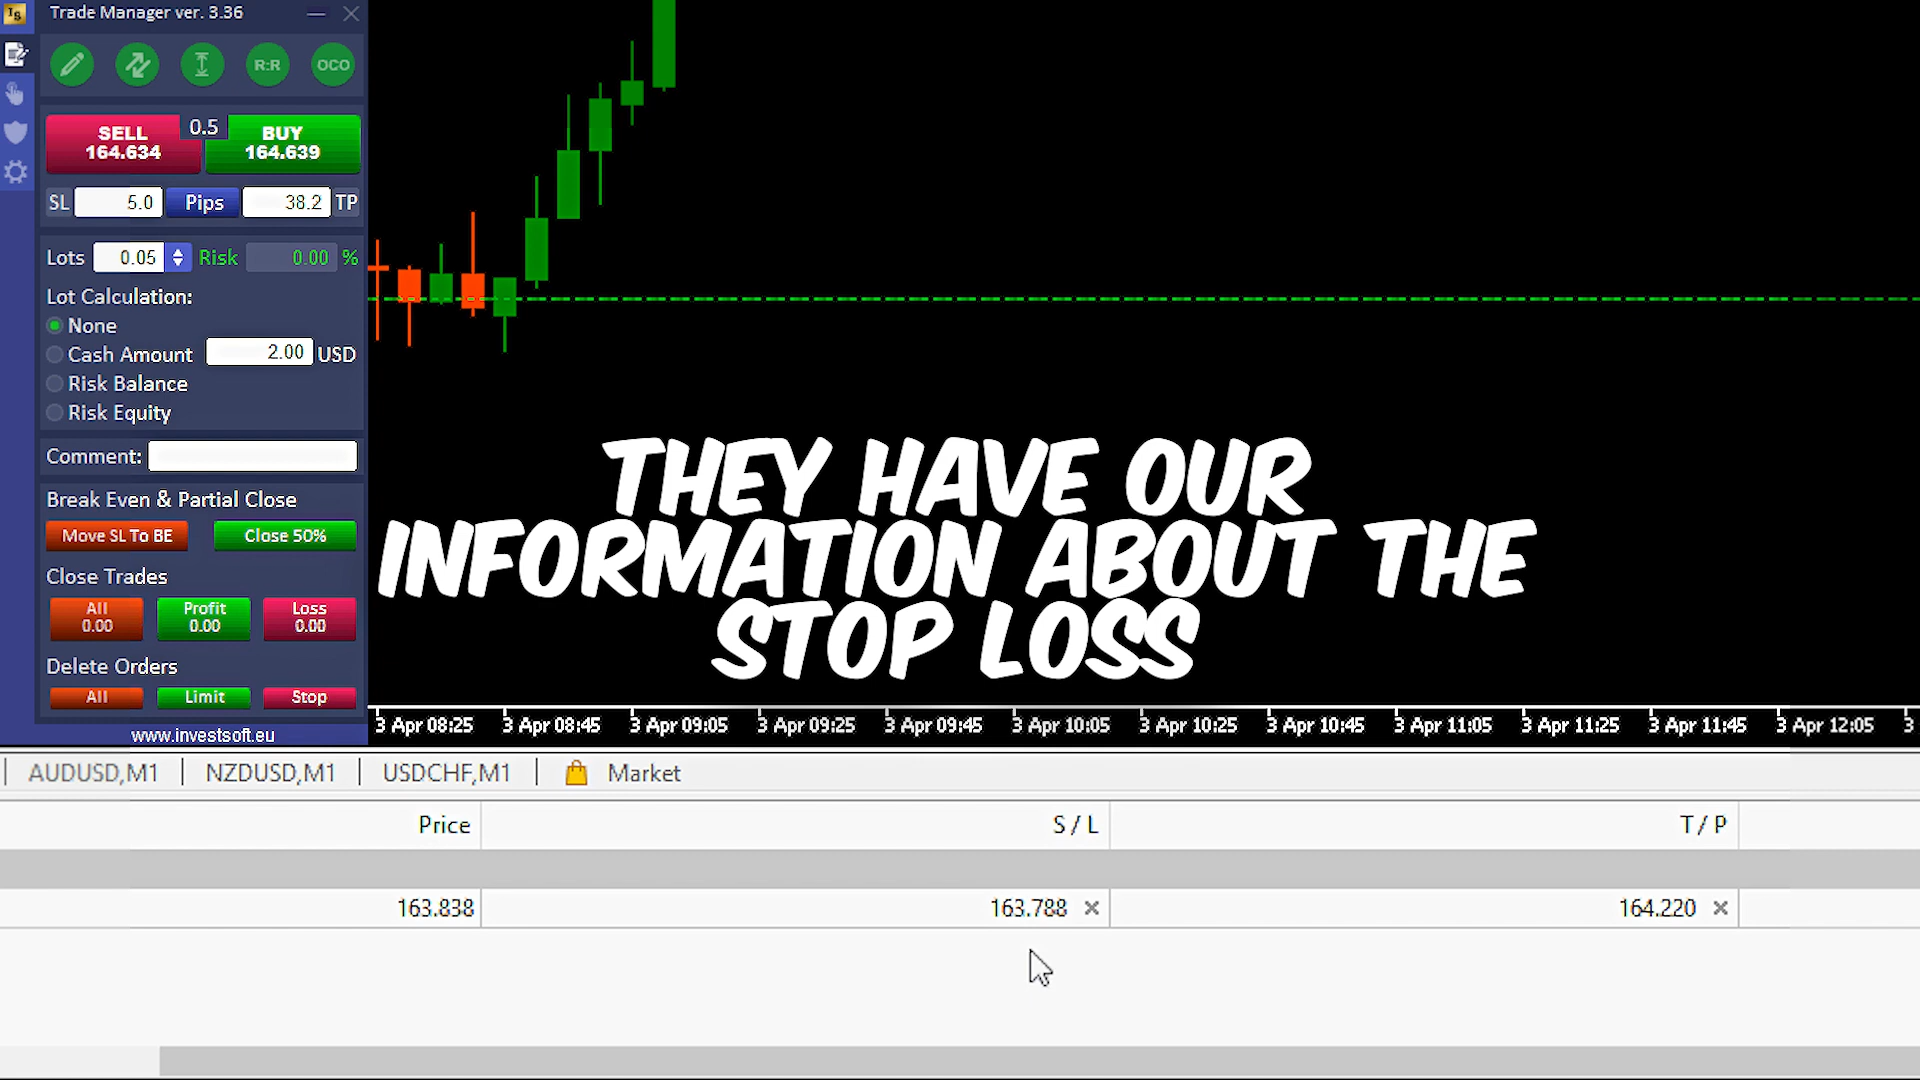 Trade Manager ver. 3.36
R:R
OCO
SELL
164.634
0.5
BUY
164.639
SL 5.0 Pips 38.2 TP
Lots 0.05 Risk 0.00 %
Lot Calculation:
None
Cash Amount 2.00 USD
Risk Balance
Risk Equity
Comment:
Break Even & Partial Close
Move SL To BE Close 50%
Close Trades
All
0.00
Profit
0.00
Loss
0.00
Delete Orders
All Limit Stop
www.investsoft.eu
THEY HAVE OUR
INFORMATION ABOUT THE
STOP LOSS
3 Apr 08:25 3 Apr 08:45 3 Apr 09:05 3 Apr 09:25 3 Apr 09:45 3 Apr 10:05 3 Apr 10:25 3 Apr 10:45 3 Apr 11:05 3 Apr 11:25 3 Apr 11:45 3 Apr 12:05 3
AUDUSD,M1 NZDUSD,M1 USDCHF,M1 Market
Price S / L T / P
163.838 163.788 164.220